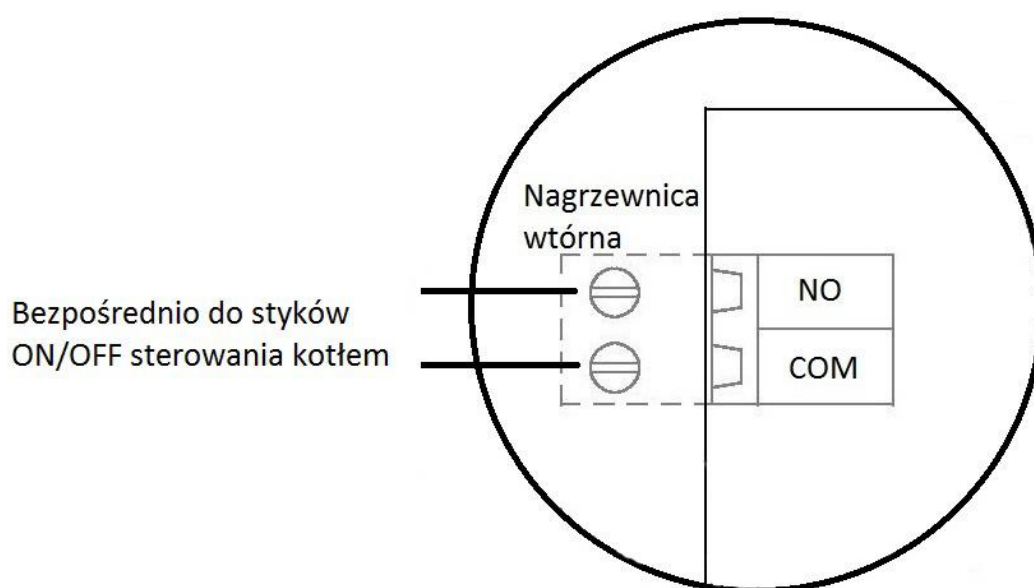 Nagrzewnica
wtórna
Bezpośrednio do styków
ON/OFF sterowania kotłem
NO
COM